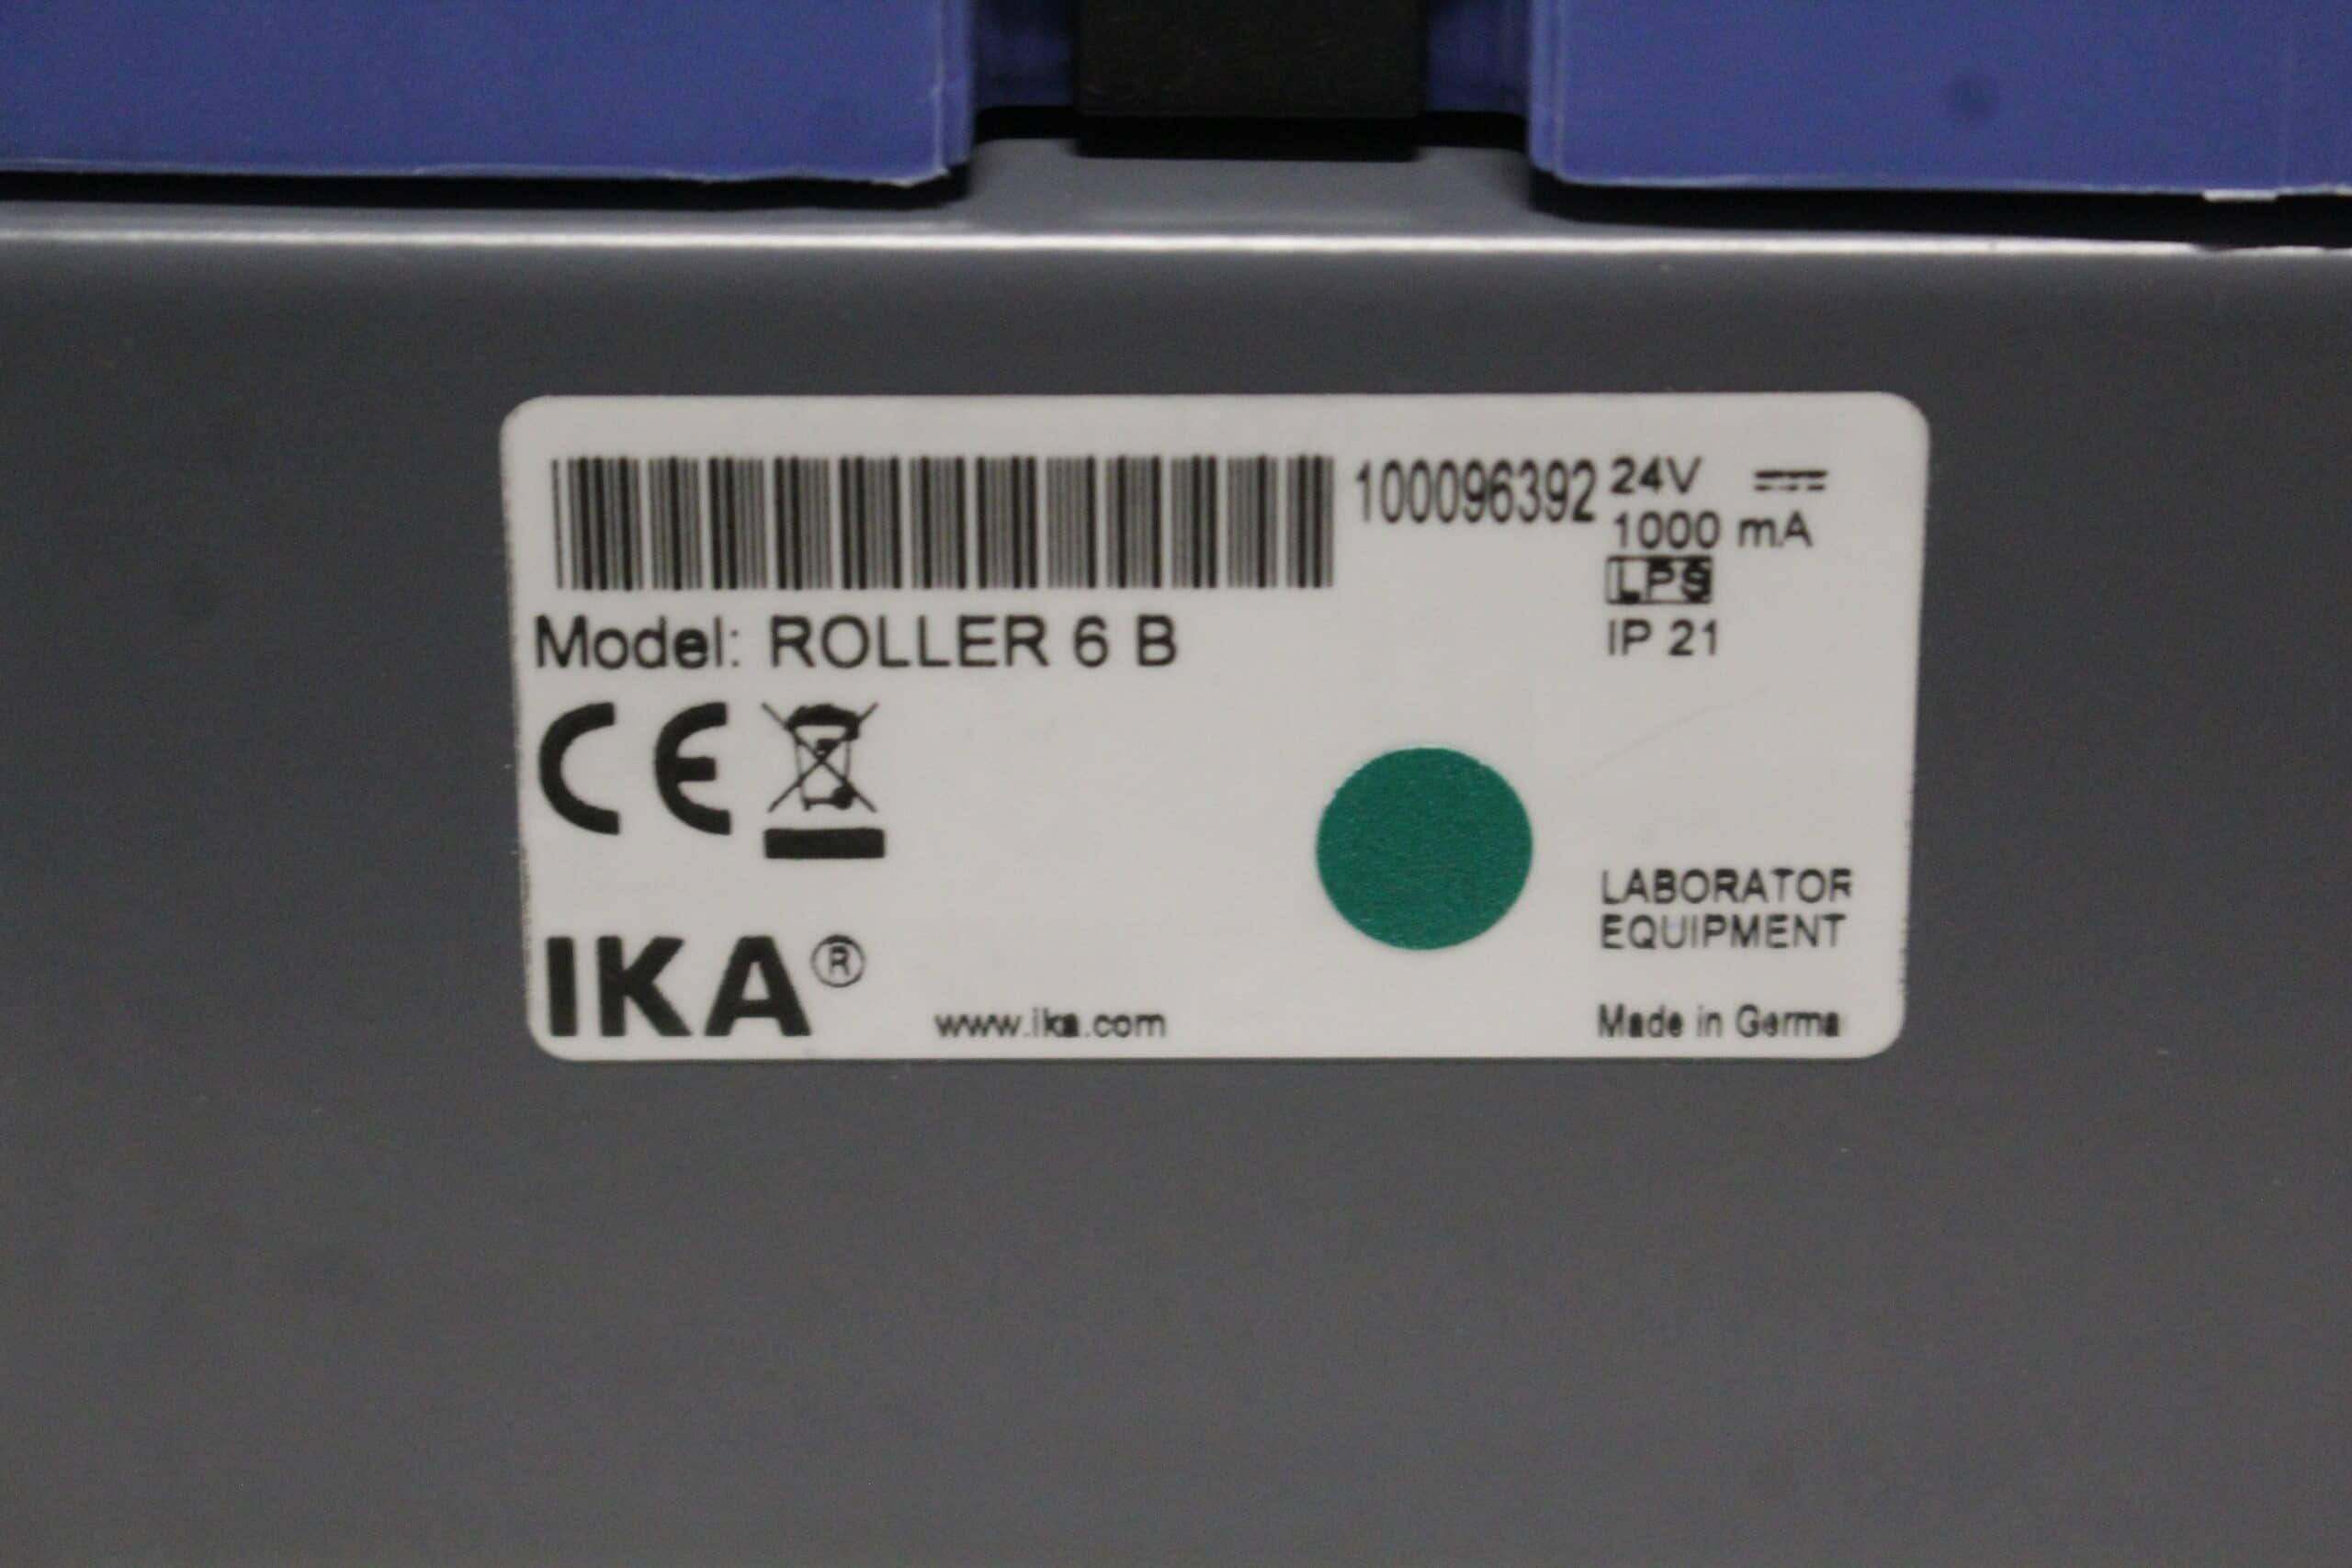 100096392
24V
1000 mA
LPS
IP 21
Model: ROLLER 6 B
CE
IKA®
www.ika.com
LABORATOR
EQUIPMENT
Made in Germa